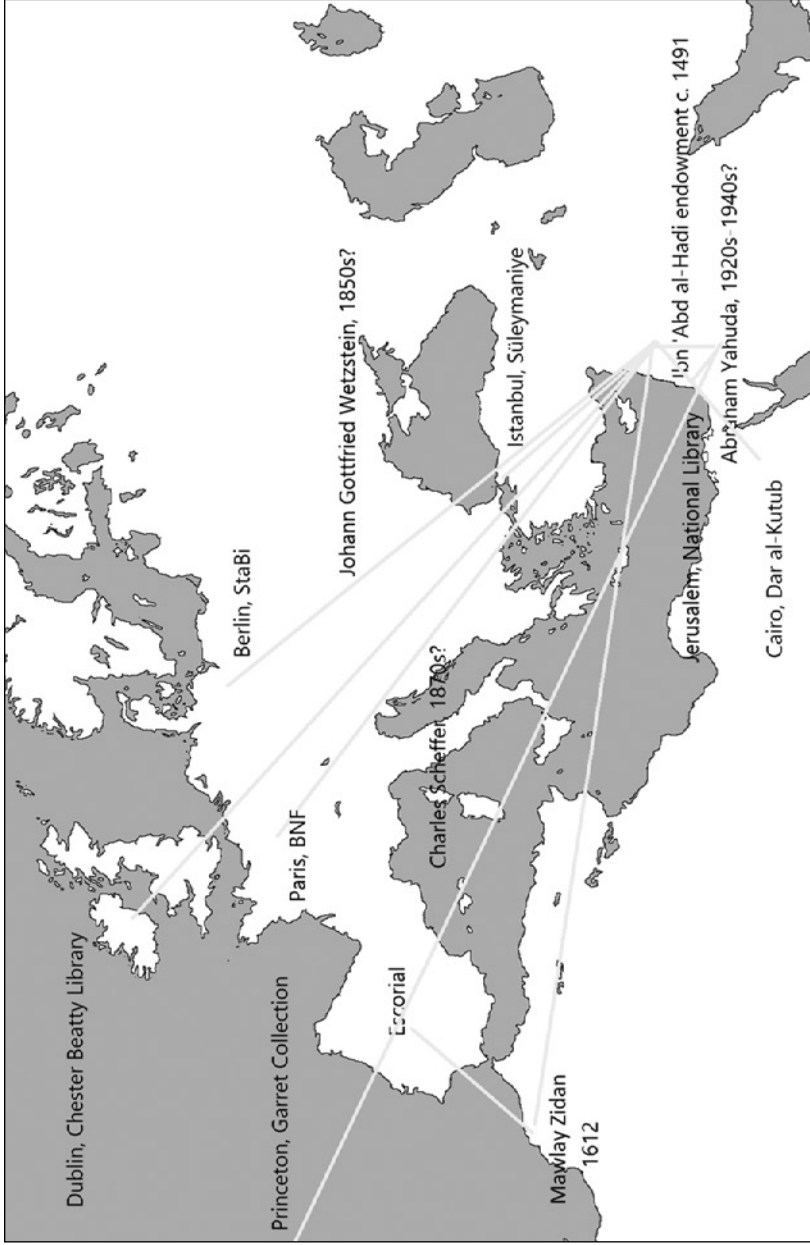 Dublin, Chester Beatty Library
Berlin, StaBi
Princeton, Garret Collection
Paris, BNF
Johann Gottfried Wetzstein, 1850s?
Escorial
Charles Scheffer, 1870s?
Istanbul, Süleymaniye
Mawlay Zidan
1612
Ibn 'Abd al-Hadi endowment c. 1491
Jerusalem, National Library
Abraham Yahuda, 1920s-1940s?
Cairo, Dar al-Kutub